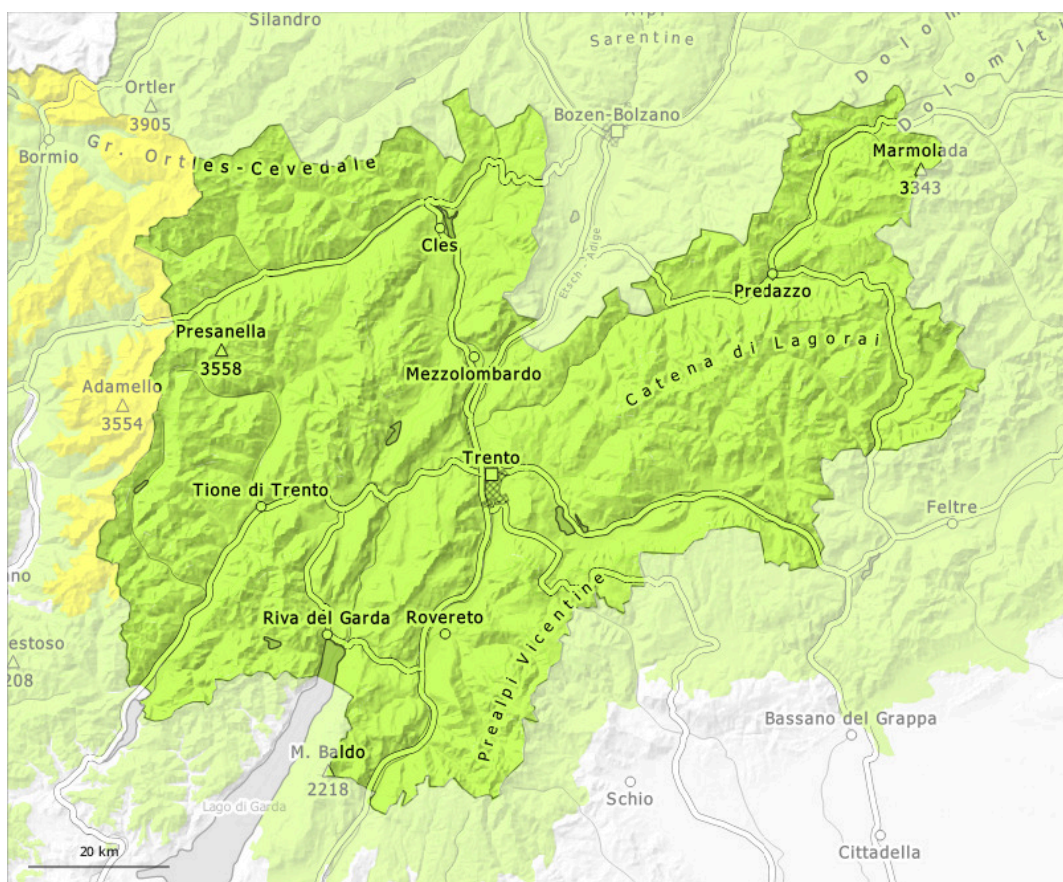 Silandro
Sarentine
Ortler
3905
Bozen-Bolzano
Bormio
Gr. Ortles-Cevedale
Marmolada
3343
Cles
Etsch - Adige
Predazzo
Presanella
3558
Catena di Lagorai
Mezzolombardo
Adamello
3554
Trento
Tione di Trento
Feltre
Riva del Garda
Rovereto
Prealpi Vicentine
Bassano del Grappa
M. Baldo
2218
Lago di Garda
Schio
20 km
Cittadella